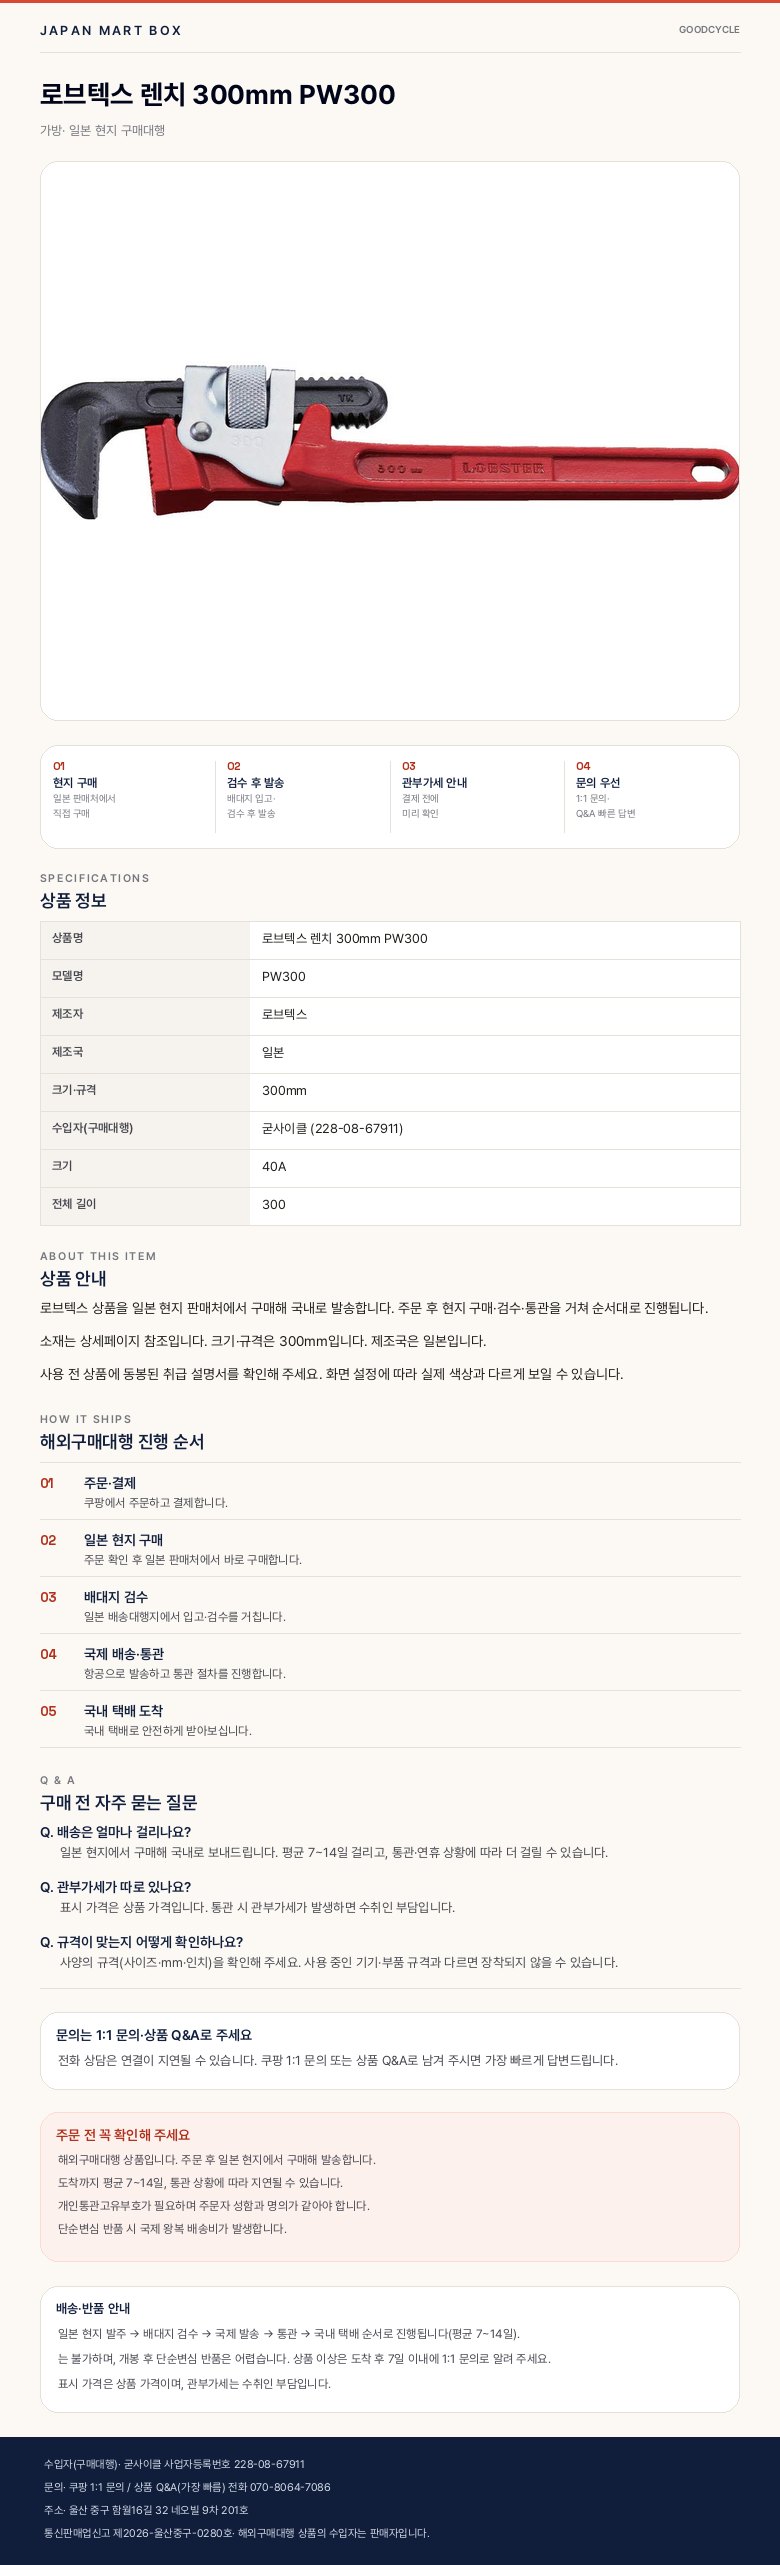 JAPAN MART BOX
GOODCYCLE
로브텍스 렌치 300mm PW300
가방· 일본 현지 구매대행
TK
300
300 mm
LOBSTER
01
현지 구매
일본 판매처에서
직접 구매
02
검수 후 발송
배대지 입고·
검수 후 발송
03
관부가세 안내
결제 전에
미리 확인
04
문의 우선
1:1 문의·
Q&A 빠른 답변
SPECIFICATIONS
상품 정보
상품명 로브텍스 렌치 300mm PW300
모델명 PW300
제조자 로브텍스
제조국 일본
크기·규격 300mm
수입자(구매대행) 굳사이클 (228-08-67911)
크기 40A
전체 길이 300
ABOUT THIS ITEM
상품 안내
로브텍스 상품을 일본 현지 판매처에서 구매해 국내로 발송합니다. 주문 후 현지 구매·검수·통관을 거쳐 순서대로 진행됩니다.
소재는 상세페이지 참조입니다. 크기·규격은 300mm입니다. 제조국은 일본입니다.
사용 전 상품에 동봉된 취급 설명서를 확인해 주세요. 화면 설정에 따라 실제 색상과 다르게 보일 수 있습니다.
HOW IT SHIPS
해외구매대행 진행 순서
01 주문·결제
쿠팡에서 주문하고 결제합니다.
02 일본 현지 구매
주문 확인 후 일본 판매처에서 바로 구매합니다.
03 배대지 검수
일본 배송대행지에서 입고·검수를 거칩니다.
04 국제 배송·통관
항공으로 발송하고 통관 절차를 진행합니다.
05 국내 택배 도착
국내 택배로 안전하게 받아보십니다.
Q & A
구매 전 자주 묻는 질문
Q. 배송은 얼마나 걸리나요?
일본 현지에서 구매해 국내로 보내드립니다. 평균 7~14일 걸리고, 통관·연휴 상황에 따라 더 걸릴 수 있습니다.
Q. 관부가세가 따로 있나요?
표시 가격은 상품 가격입니다. 통관 시 관부가세가 발생하면 수취인 부담입니다.
Q. 규격이 맞는지 어떻게 확인하나요?
사양의 규격(사이즈·mm·인치)을 확인해 주세요. 사용 중인 기기·부품 규격과 다르면 장착되지 않을 수 있습니다.
문의는 1:1 문의·상품 Q&A로 주세요
전화 상담은 연결이 지연될 수 있습니다. 쿠팡 1:1 문의 또는 상품 Q&A로 남겨 주시면 가장 빠르게 답변드립니다.
주문 전 꼭 확인해 주세요
해외구매대행 상품입니다. 주문 후 일본 현지에서 구매해 발송합니다.
도착까지 평균 7~14일, 통관 상황에 따라 지연될 수 있습니다.
개인통관고유부호가 필요하며 주문자 성함과 명의가 같아야 합니다.
단순변심 반품 시 국제 왕복 배송비가 발생합니다.
배송·반품 안내
일본 현지 발주 → 배대지 검수 → 국제 발송 → 통관 → 국내 택배 순서로 진행됩니다(평균 7~14일).
는 불가하며, 개봉 후 단순변심 반품은 어렵습니다. 상품 이상은 도착 후 7일 이내에 1:1 문의로 알려 주세요.
표시 가격은 상품 가격이며, 관부가세는 수취인 부담입니다.
수입자(구매대행)· 굳사이클 사업자등록번호 228-08-67911
문의· 쿠팡 1:1 문의 / 상품 Q&A(가장 빠름) 전화 070-8064-7086
주소· 울산 중구 함월16길 32 네오빌 9차 201호
통신판매업신고 제2026-울산중구-0280호· 해외구매대행 상품의 수입자는 판매자입니다.